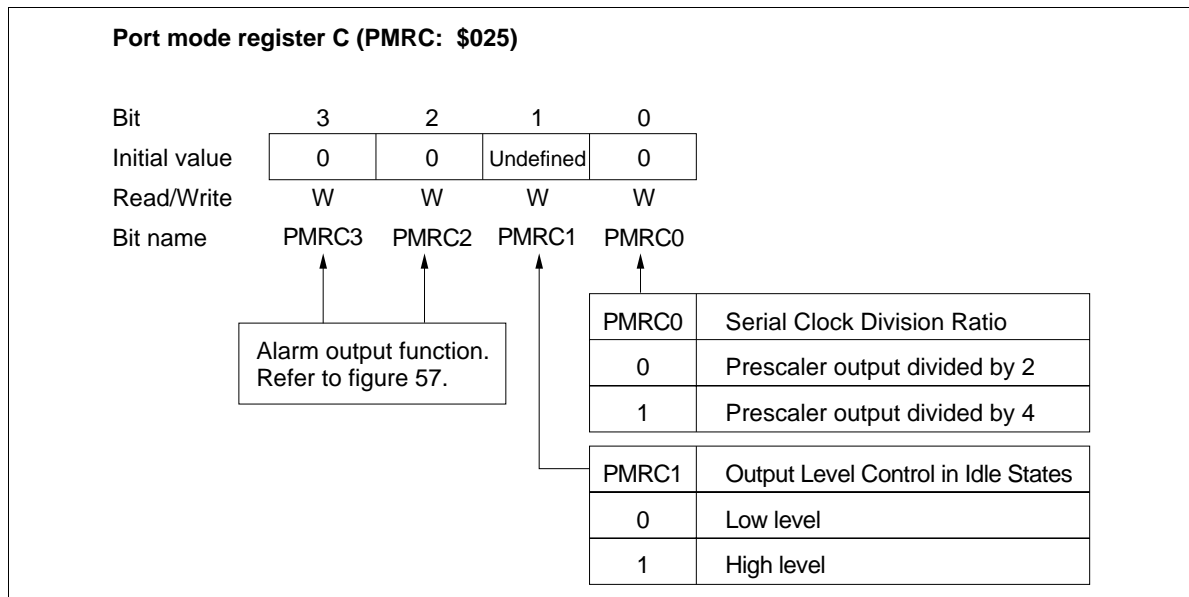 Port mode register C (PMRC: $025)
Bit 3 2 1 0
Initial value 0 0 Undefined 0
Read/Write W W W W
Bit name PMRC3 PMRC2 PMRC1 PMRC0
Alarm output function.
Refer to figure 57.
PMRC0 Serial Clock Division Ratio
0 Prescaler output divided by 2
1 Prescaler output divided by 4
PMRC1 Output Level Control in Idle States
0 Low level
1 High level